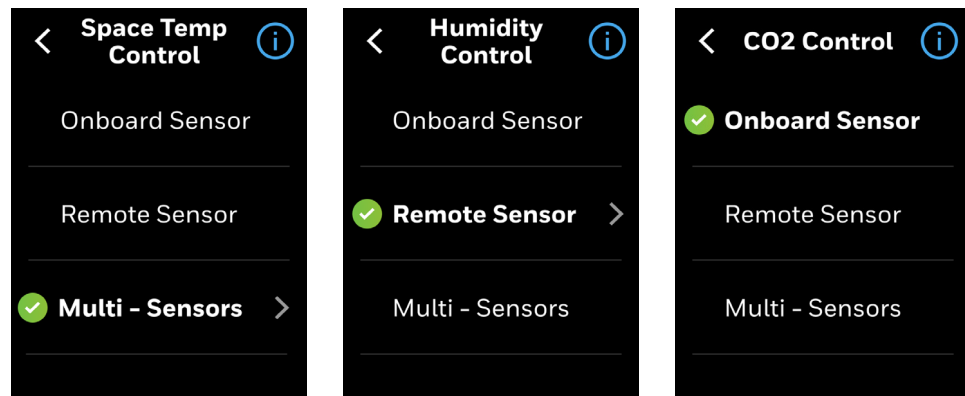 Space Temp
Control
Onboard Sensor
Remote Sensor
Multi - Sensors
Humidity
Control
Onboard Sensor
Remote Sensor
Multi - Sensors
CO2 Control
Onboard Sensor
Remote Sensor
Multi - Sensors